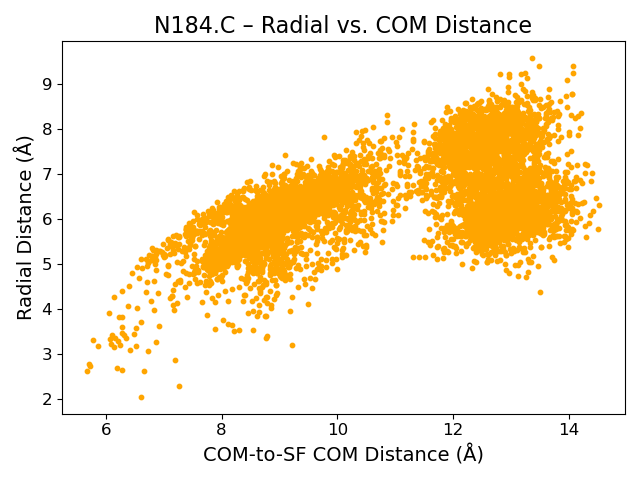 N184.C – Radial vs. COM Distance
Radial Distance (Å)
9
8
7
6
5
4
3
2
6 8 10 12 14
COM-to-SF COM Distance (Å)